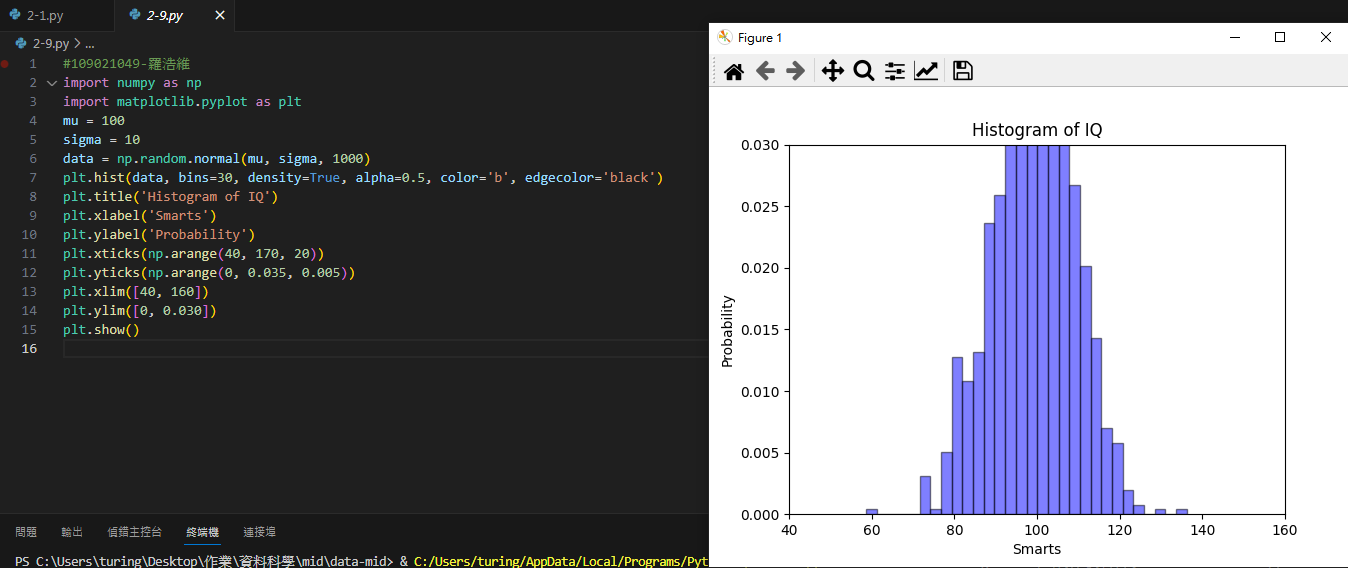 2-1.py
2-9.py
2-9.py > ...
1 #109021049-羅浩維
2 import numpy as np
3 import matplotlib.pyplot as plt
4 mu = 100
5 sigma = 10
6 data = np.random.normal(mu, sigma, 1000)
7 plt.hist(data, bins=30, density=True, alpha=0.5, color='b', edgecolor='black')
8 plt.title('Histogram of IQ')
9 plt.xlabel('Smarts')
10 plt.ylabel('Probability')
11 plt.xticks(np.arange(40, 170, 20))
12 plt.yticks(np.arange(0, 0.035, 0.005))
13 plt.xlim([40, 160])
14 plt.ylim([0, 0.030])
15 plt.show()
16
問題 輸出 偵錯主控台 終端機 連接埠
PS C:\Users\turing\Desktop\作業\資料科學\mid\data-mid> & C:/Users/turing/AppData/Local/Programs/Pyt
Figure 1
Histogram of IQ
0.030
0.025
0.020
0.015
0.010
0.005
0.000
Probability
40 60 80 100 120 140 160
Smarts